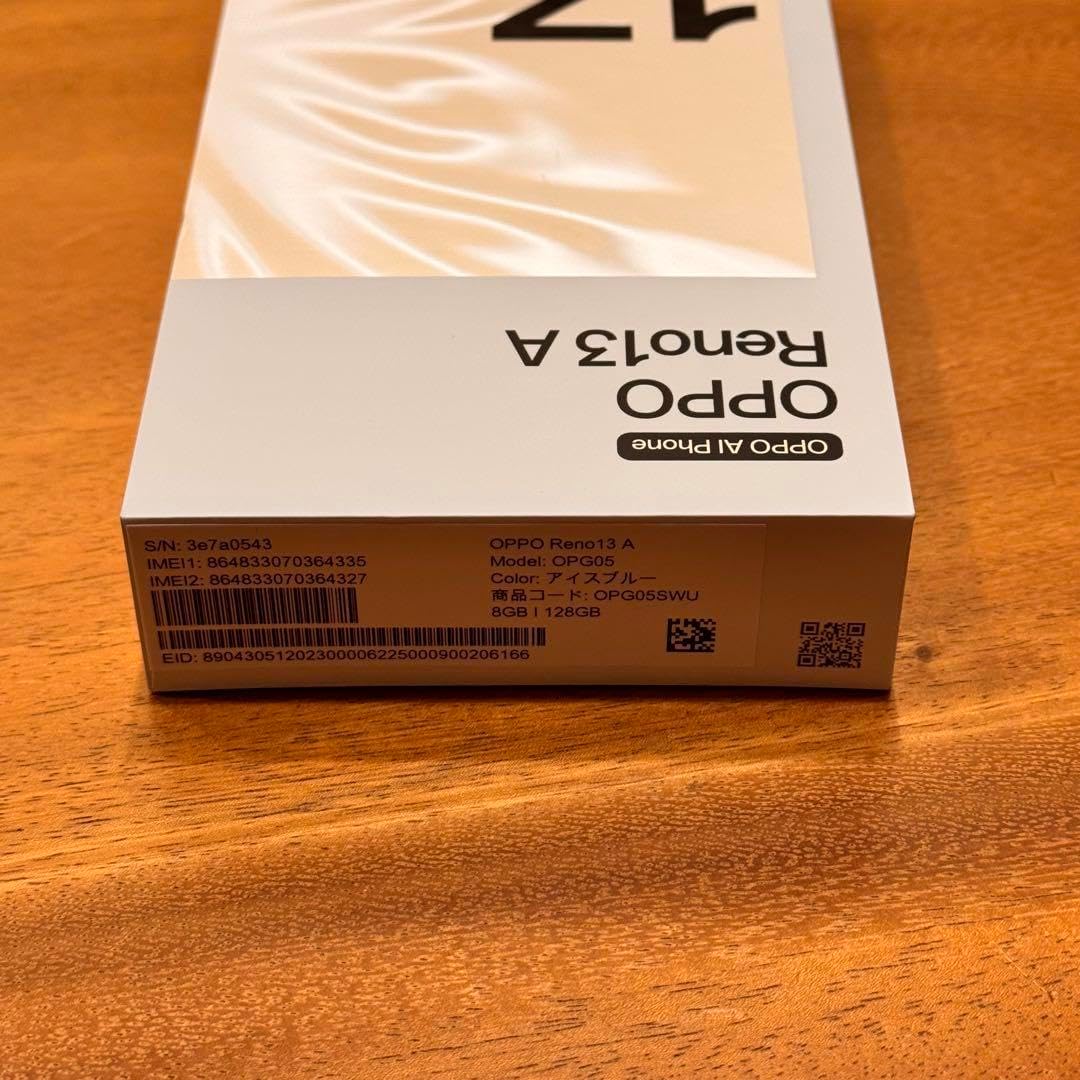 17
OPPO AI Phone
OPPO
Reno13 A
S/N: 3e7a0543
IMEI1: 864833070364335
IMEI2: 864833070364327
EID: 89043051202300006225000900206166
OPPO Reno13 A
Model: OPG05
Color: アイスブルー
商品コード: OPG05SWU
8GB | 128GB